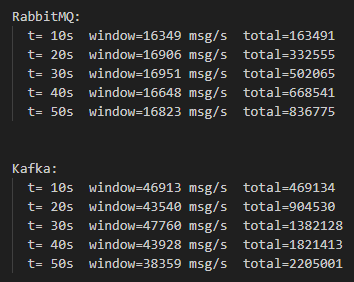 RabbitMQ:
t= 10s  window=16349 msg/s  total=163491
t= 20s  window=16906 msg/s  total=332555
t= 30s  window=16951 msg/s  total=502065
t= 40s  window=16648 msg/s  total=668541
t= 50s  window=16823 msg/s  total=836775
Kafka:
t= 10s  window=46913 msg/s  total=469134
t= 20s  window=43540 msg/s  total=904530
t= 30s  window=47760 msg/s  total=1382128
t= 40s  window=43928 msg/s  total=1821413
t= 50s  window=38359 msg/s  total=2205001